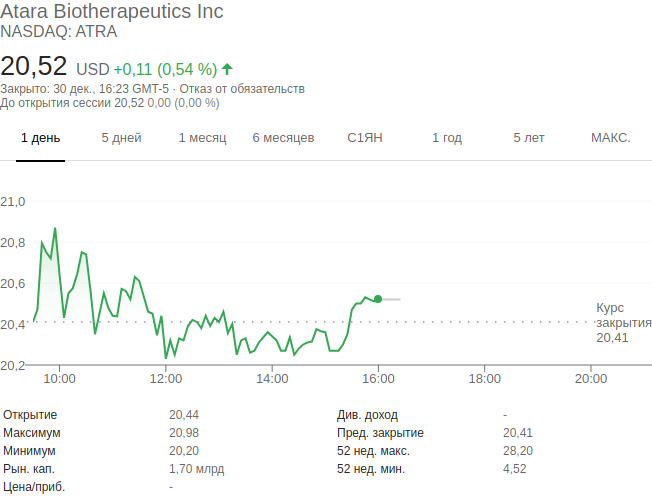 Atara Biotherapeutics Inc
NASDAQ: ATRA
20,52 USD +0,11 (0,54 %)
Закрыто: 30 дек., 16:23 GMT-5 · Отказ от обязательств
До открытия сессии 20,52 0,00 (0,00 %)
1 день 5 дней 1 месяц 6 месяцев С1ЯН 1 год 5 лет МАКС.
21,0
20,8
20,6
20,4
20,2
Курс
закрытия
20,41
10:00 12:00 14:00 16:00 18:00 20:00
Открытие 20,44 Див. доход -
Максимум 20,98 Пред. закрытие 20,41
Минимум 20,20 52 нед. макс. 28,20
Рын. кап. 1,70 млрд 52 нед. мин. 4,52
Цена/приб. -